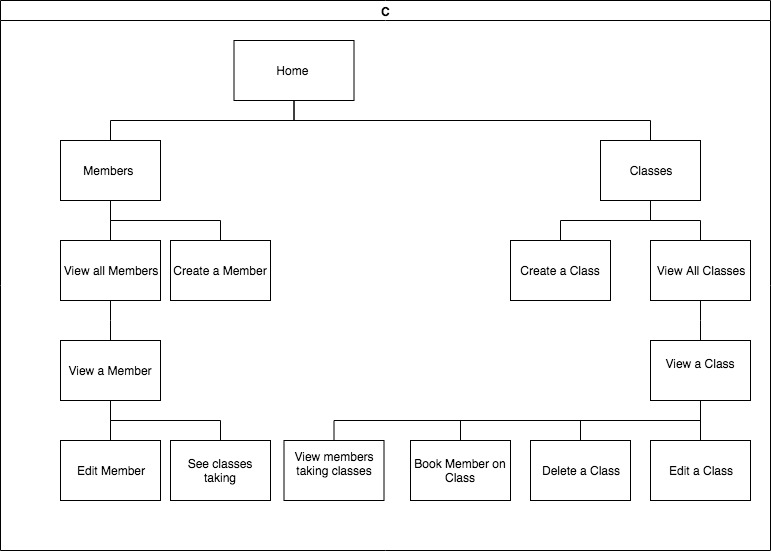 C
Home
Members
Classes
View all Members
Create a Member
Create a Class
View All Classes
View a Member
View a Class
Edit Member
See classes
taking
View members
taking classes
Book Member on
Class
Delete a Class
Edit a Class